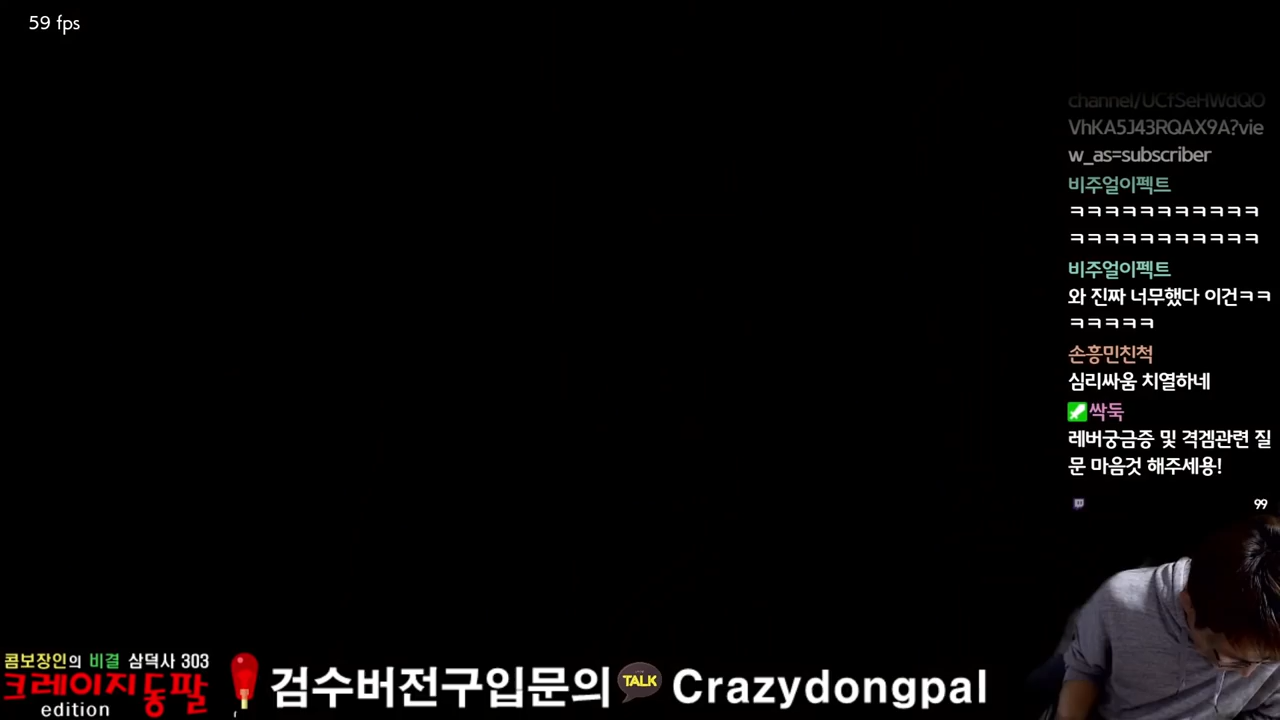 59 fps
channel/UCfSeHWdQO
VhKA5J43RQAX9A?vie
w_as=subscriber
비주얼이펙트
ㅋㅋㅋㅋㅋㅋㅋㅋㅋㅋㅋ
ㅋㅋㅋㅋㅋㅋㅋㅋㅋㅋㅋ
비주얼이펙트
와 진짜 너무했다 이건ㅋㅋ
ㅋㅋㅋㅋㅋ
손흥민친척
심리싸움 치열하네
싹둑
레버궁금증 및 격겜관련 질
문 마음것 해주세용!
99
콤보장인의 비결 삼덕사 303
크레이지동팔
edition
검수버전구입문의 TALK Crazydongpal